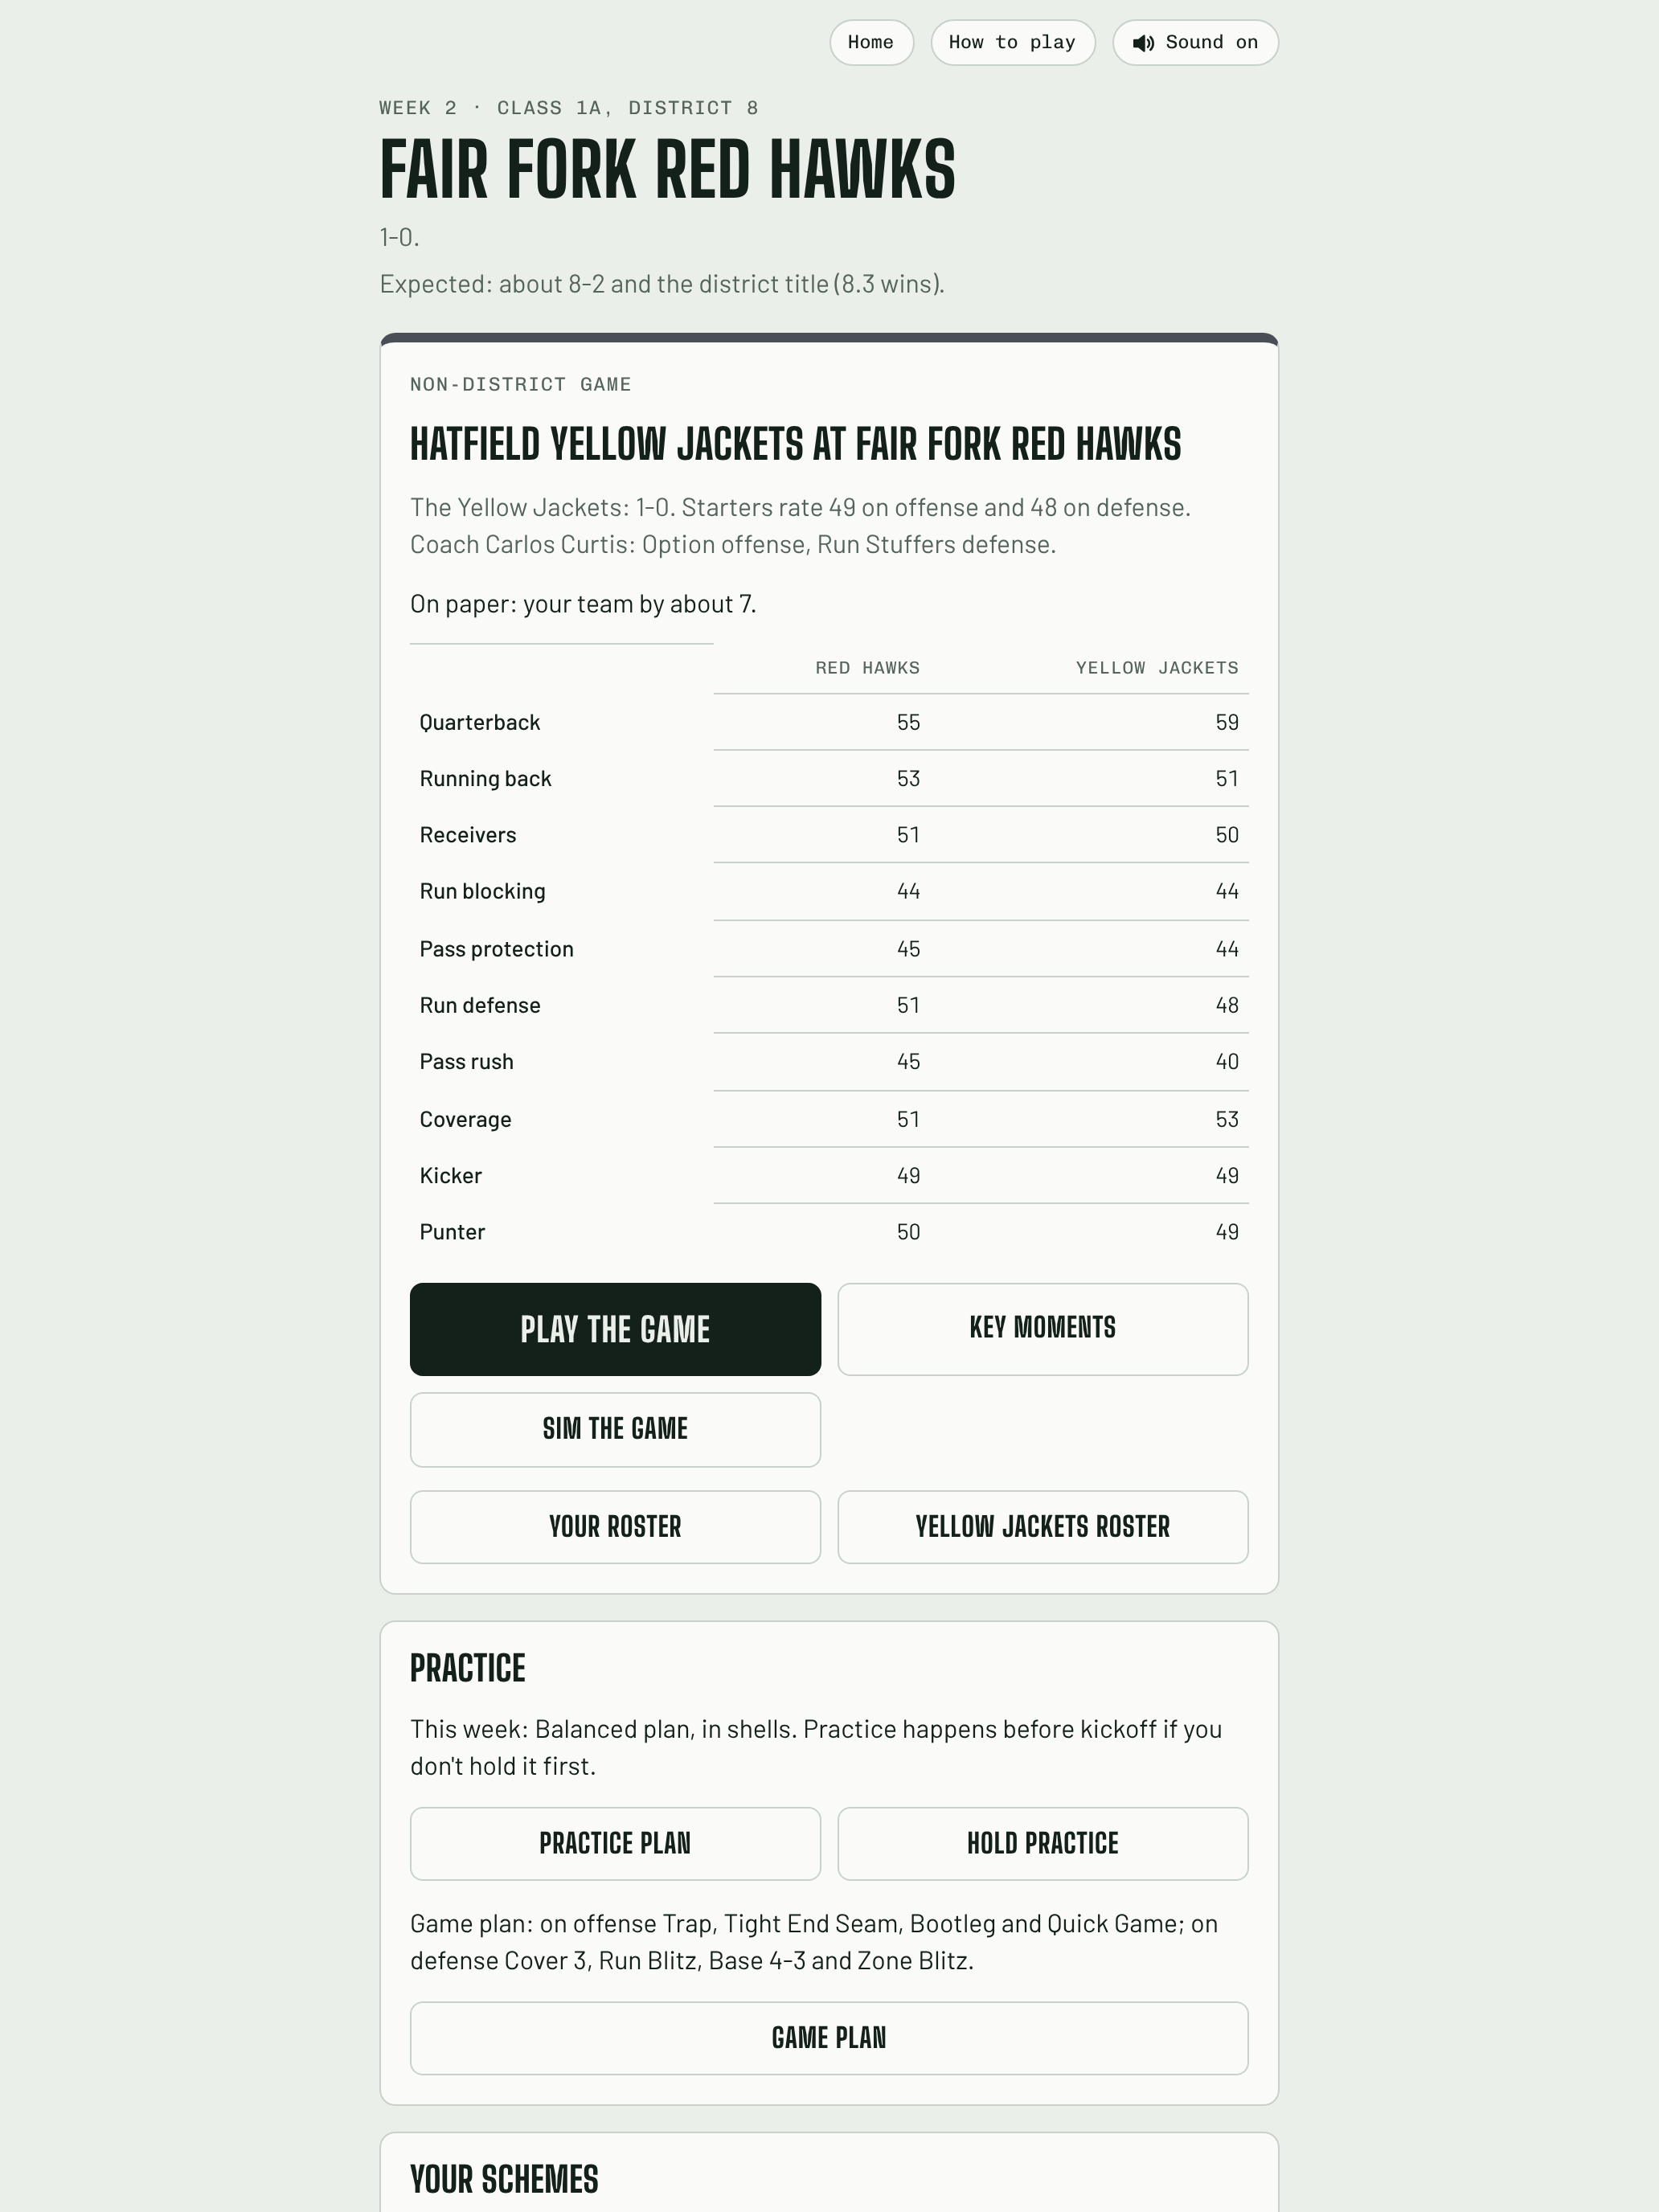 Home How to play Sound on
WEEK 2 · CLASS 1A, DISTRICT 8
FAIR FORK RED HAWKS
1-0.
Expected: about 8-2 and the district title (8.3 wins).
NON-DISTRICT GAME
HATFIELD YELLOW JACKETS AT FAIR FORK RED HAWKS
The Yellow Jackets: 1-0. Starters rate 49 on offense and 48 on defense.
Coach Carlos Curtis: Option offense, Run Stuffers defense.
On paper: your team by about 7.
RED HAWKS YELLOW JACKETS
Quarterback 55 59
Running back 53 51
Receivers 51 50
Run blocking 44 44
Pass protection 45 44
Run defense 51 48
Pass rush 45 40
Coverage 51 53
Kicker 49 49
Punter 50 49
PLAY THE GAME KEY MOMENTS
SIM THE GAME
YOUR ROSTER YELLOW JACKETS ROSTER
PRACTICE
This week: Balanced plan, in shells. Practice happens before kickoff if you
don't hold it first.
PRACTICE PLAN HOLD PRACTICE
Game plan: on offense Trap, Tight End Seam, Bootleg and Quick Game; on
defense Cover 3, Run Blitz, Base 4-3 and Zone Blitz.
GAME PLAN
YOUR SCHEMES